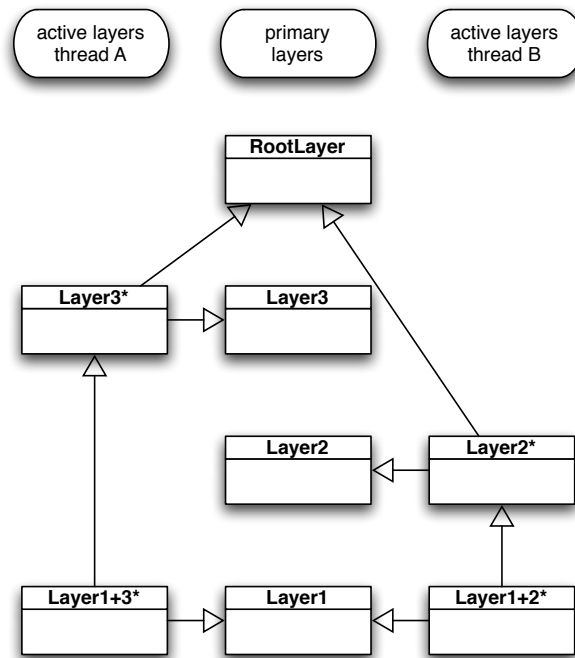 active layers
thread A
primary
layers
active layers
thread B
RootLayer
Layer3*
Layer3
Layer2
Layer2*
Layer1+3*
Layer1
Layer1+2*